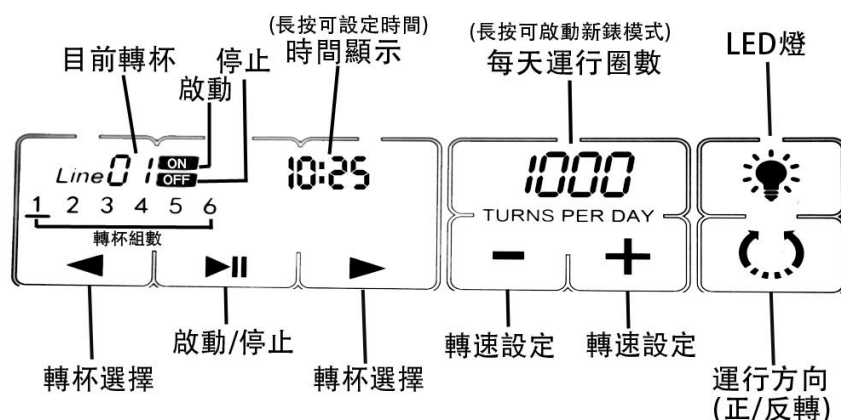 (長按可設定時間)
(長按可啟動新錶模式)
目前轉杯
停止
時間顯示
每天運行圈數
LED燈
啟動
Line 01 ON
OFF
10:25
1000
1 2 3 4 5 6
TURNS PER DAY
轉杯組數
啟動/停止
轉速設定
轉速設定
轉杯選擇
轉杯選擇
運行方向
(正/反轉)